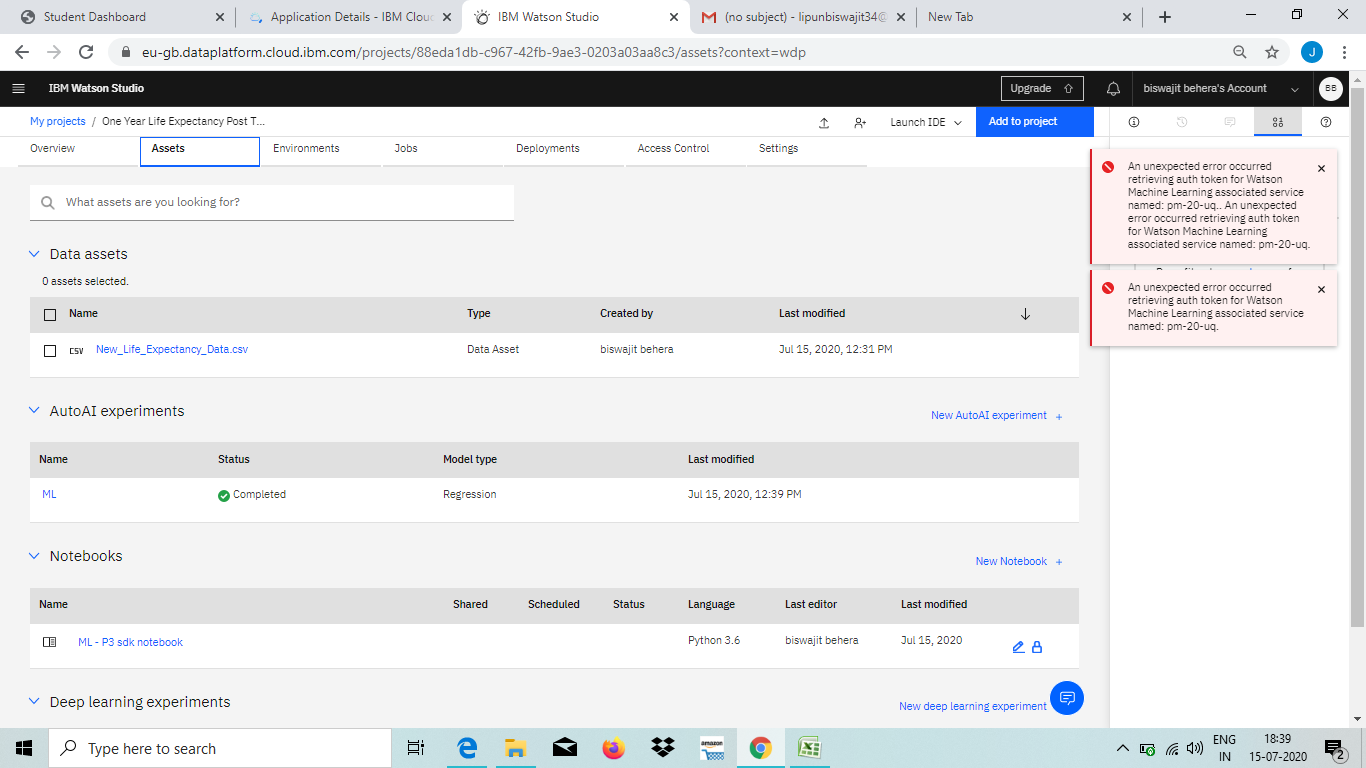 Student Dashboard
Application Details - IBM Clou
IBM Watson Studio
(no subject) - lipunbiswajit34@
New Tab
eu-gb.dataplatform.cloud.ibm.com/projects/88eda1db-c967-42fb-9ae3-0203a03aa8c3/assets?context=wdp
J
IBM Watson Studio
Upgrade
biswajit behera's Account
BB
My projects / One Year Life Expectancy Post T...
Launch IDE
Add to project
Overview
Assets
Environments
Jobs
Deployments
Access Control
Settings
An unexpected error occurred
retrieving auth token for Watson
Machine Learning associated service
named: pm-20-uq.. An unexpected
error occurred retrieving auth token
for Watson Machine Learning
associated service named: pm-20-uq.
An unexpected error occurred
retrieving auth token for Watson
Machine Learning associated service
named: pm-20-uq.
What assets are you looking for?
Data assets
0 assets selected.
Name Type Created by Last modified
CSV New_Life_Expectancy_Data.csv Data Asset biswajit behera Jul 15, 2020, 12:31 PM
AutoAI experiments
New AutoAI experiment +
Name Status Model type Last modified
ML Completed Regression Jul 15, 2020, 12:39 PM
Notebooks
New Notebook +
Name Shared Scheduled Status Language Last editor Last modified
ML - P3 sdk notebook Python 3.6 biswajit behera Jul 15, 2020
Deep learning experiments
New deep learning experiment
Type here to search
amazon
ENG
IN
18:39
15-07-2020
2